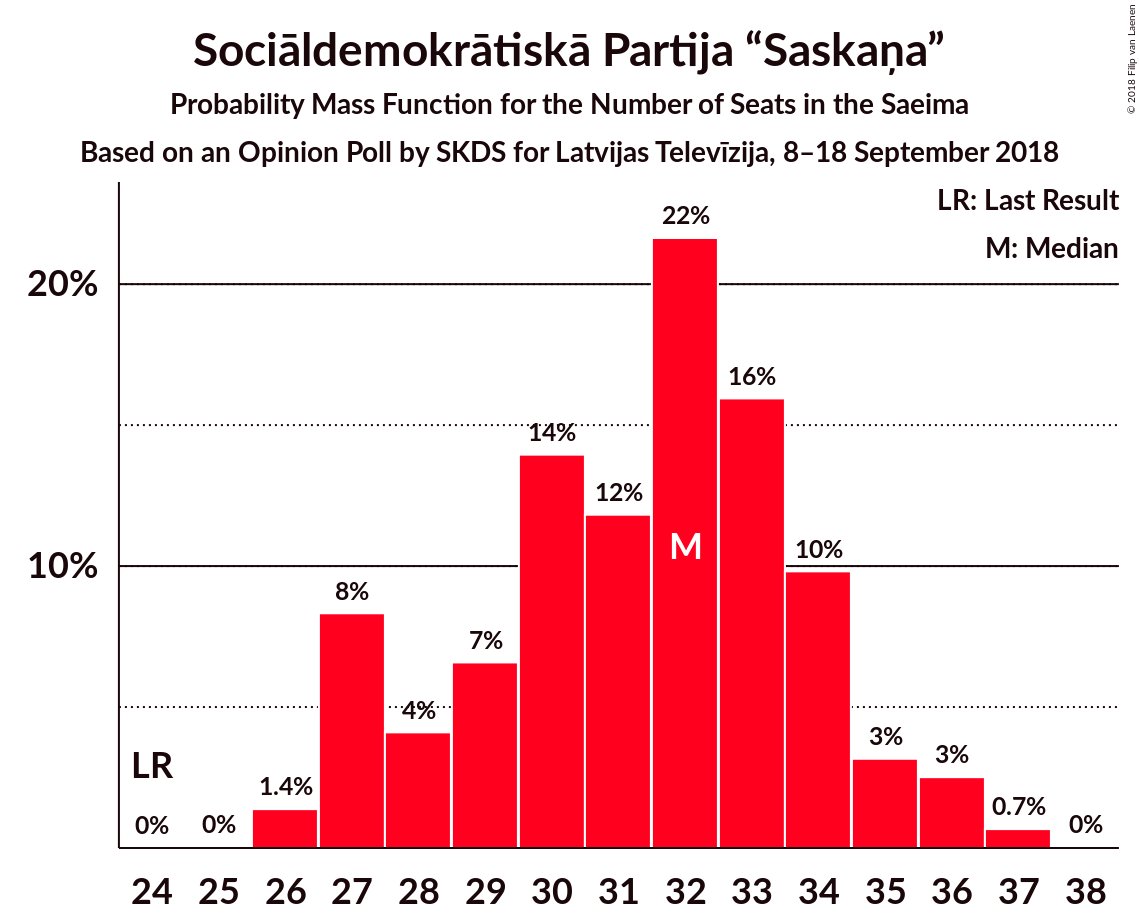 Sociāldemokrātiskā Partija “Saskaņa”
Probability Mass Function for the Number of Seats in the Saeima
Based on an Opinion Poll by SKDS for Latvijas Televīzija, 8–18 September 2018
© 2018 Filip van Laenen
LR: Last Result
M: Median
20%
10%
LR
M
0%
0%
1.4%
8%
4%
7%
14%
12%
22%
16%
10%
3%
3%
0.7%
0%
24 25 26 27 28 29 30 31 32 33 34 35 36 37 38